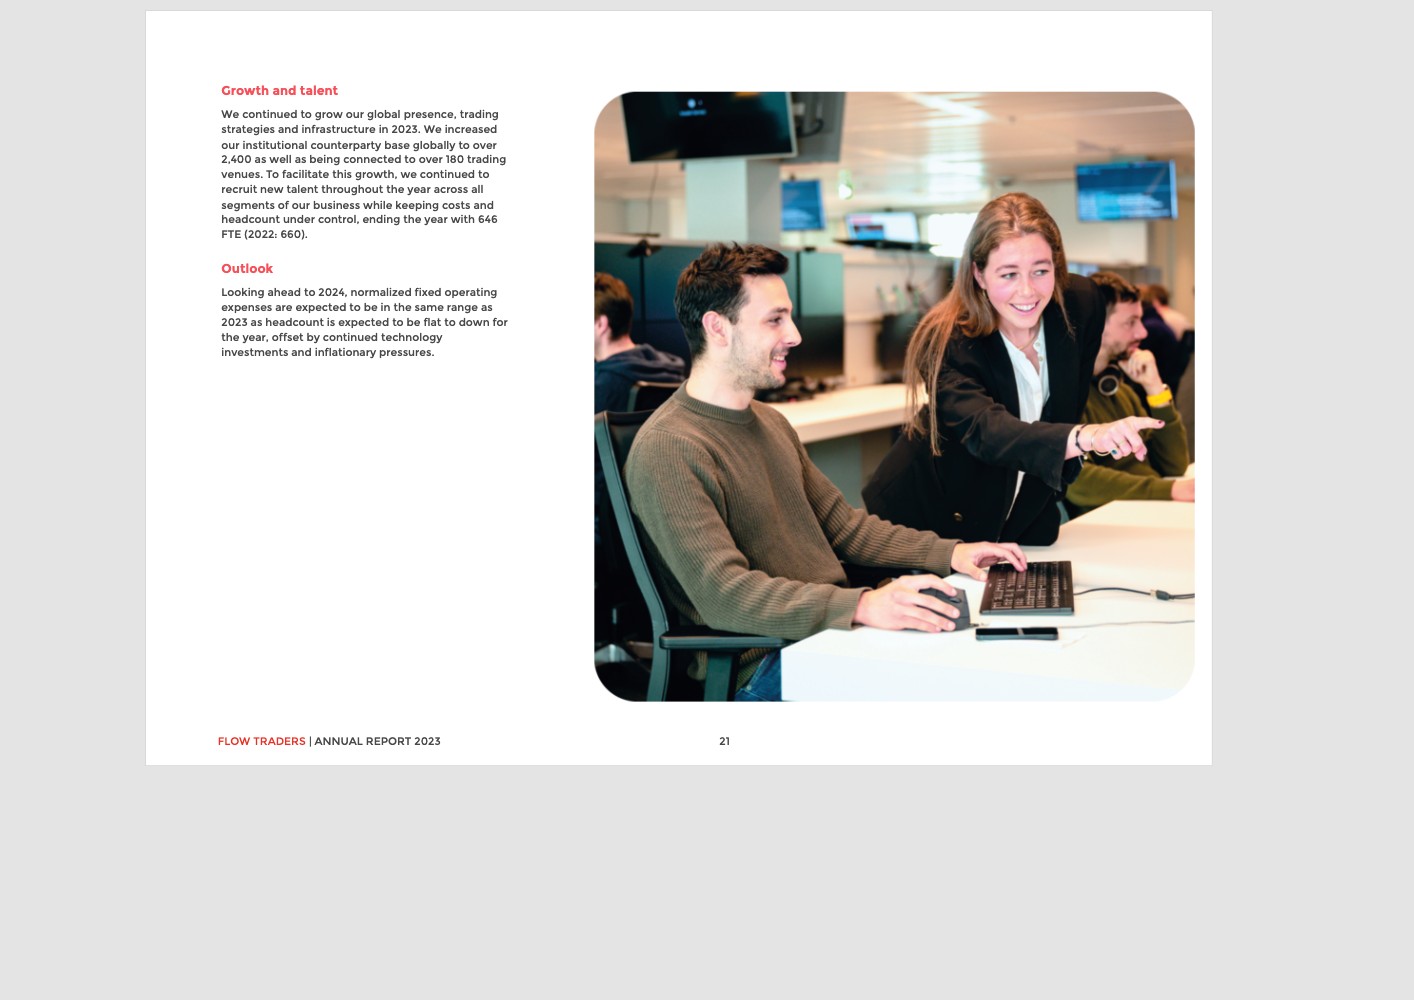 Growth and talent
We continued to grow our global presence, trading
strategies and infrastructure in 2023. We increased
our institutional counterparty base globally to over
2,400 as well as being connected to over 180 trading
venues. To facilitate this growth, we continued to
recruit new talent throughout the year across all
segments of our business while keeping costs and
headcount under control, ending the year with 646
FTE (2022: 660).
Outlook
Looking ahead to 2024, normalized fixed operating
expenses are expected to be in the same range as
2023 as headcount is expected to be flat to down for
the year, offset by continued technology
investments and inflationary pressures.
FLOW TRADERS | ANNUAL REPORT 2023
21